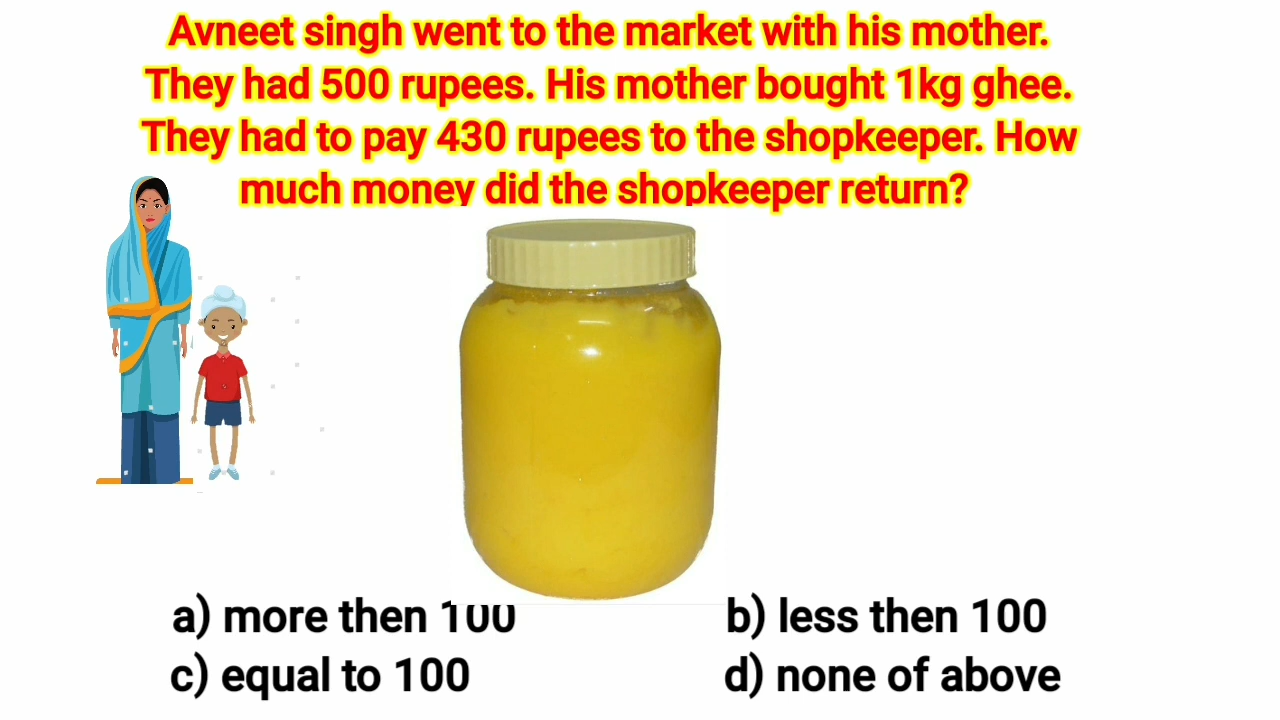 Avneet singh went to the market with his mother.
They had 500 rupees. His mother bought 1kg ghee.
They had to pay 430 rupees to the shopkeeper. How
much money did the shopkeeper return?
a) more then 100
b) less then 100
c) equal to 100
d) none of above